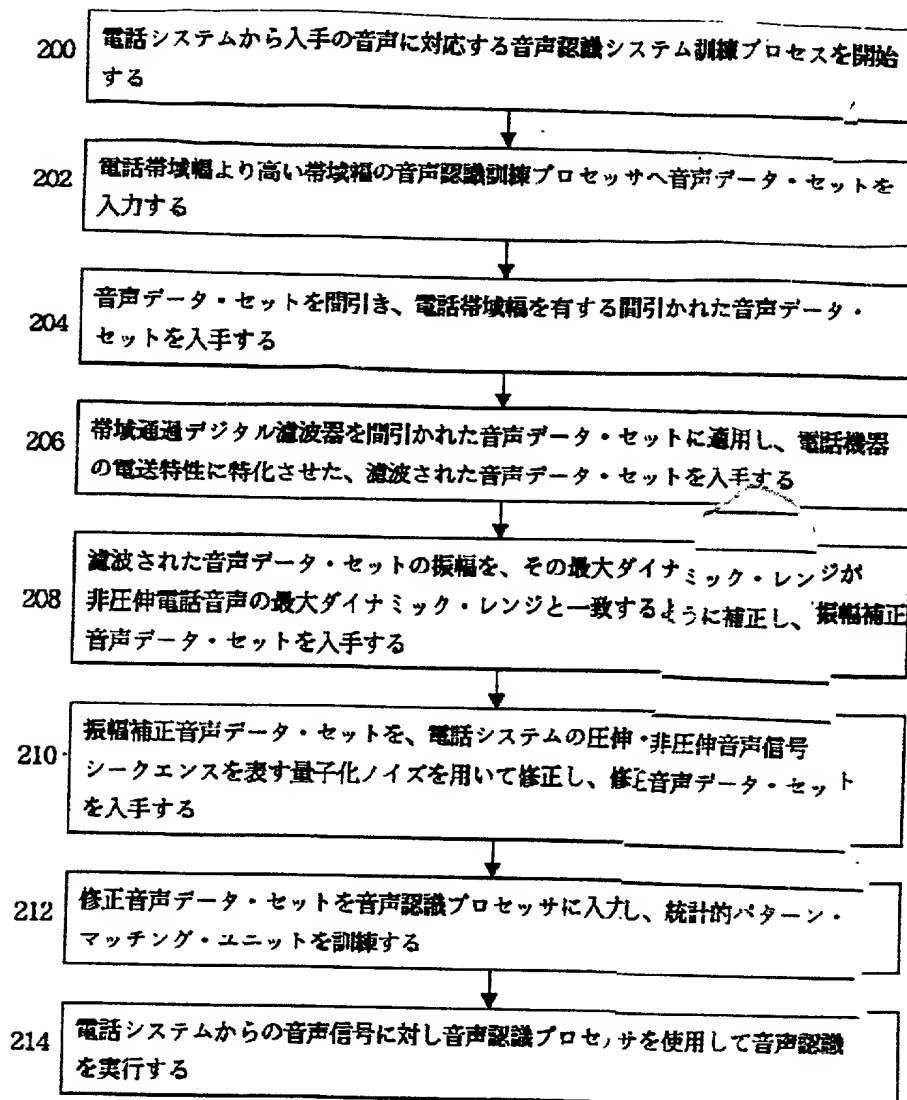 200
電話システムから入手の音声に対応する音声認識システム訓練プロセスを開始
する
202
電話帯域幅より高い帯域幅の音声認識訓練プロセッサへ音声データ・セットを
入力する
204
音声データ・セットを間引き、電話帯域幅を有する間引かれた音声データ・
セットを入手する
206
帯域通過デジタル濾波器を間引かれた音声データ・セットに適用し、電話機器
の電送特性に特化させた、濾波された音声データ・セットを入手する
208
濾波された音声データ・セットの振幅を、その最大ダイナミック・レンジが
非圧伸電話音声の最大ダイナミック・レンジと一致するように補正し、振幅補正
音声データ・セットを入手する
210
振幅補正音声データ・セットを、電話システムの圧伸・非圧伸音声信号
シークエンスを表す量子化ノイズを用いて修正し、修正音声データ・セット
を入手する
212
修正音声データ・セットを音声認識プロセッサに入力し、統計的パターン・
マッチング・ユニットを訓練する
214
電話システムからの音声信号に対し音声認識プロセッサを使用して音声認識
を実行する